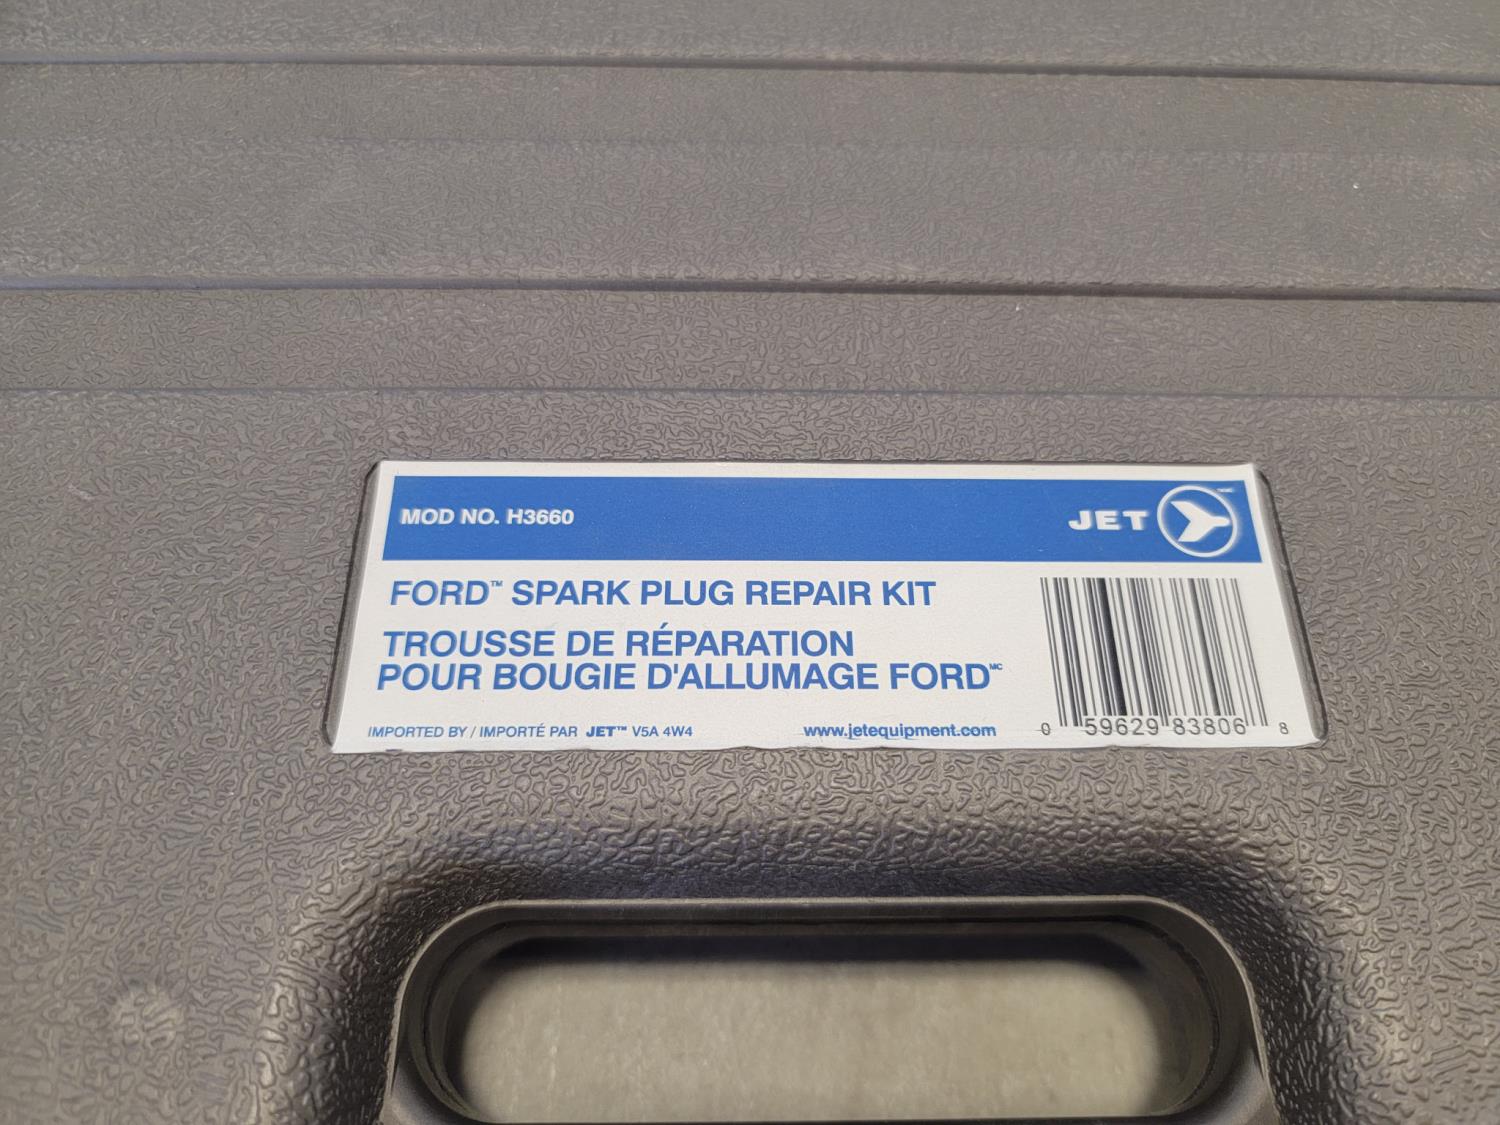 MOD NO. H3660
JET
FORD™ SPARK PLUG REPAIR KIT
TROUSSE DE RÉPARATION
POUR BOUGIE D'ALLUMAGE FORD MC
IMPORTED BY / IMPORTÉ PAR JET™ V5A 4W4
www.jetequipment.com
0 59629 83806 8